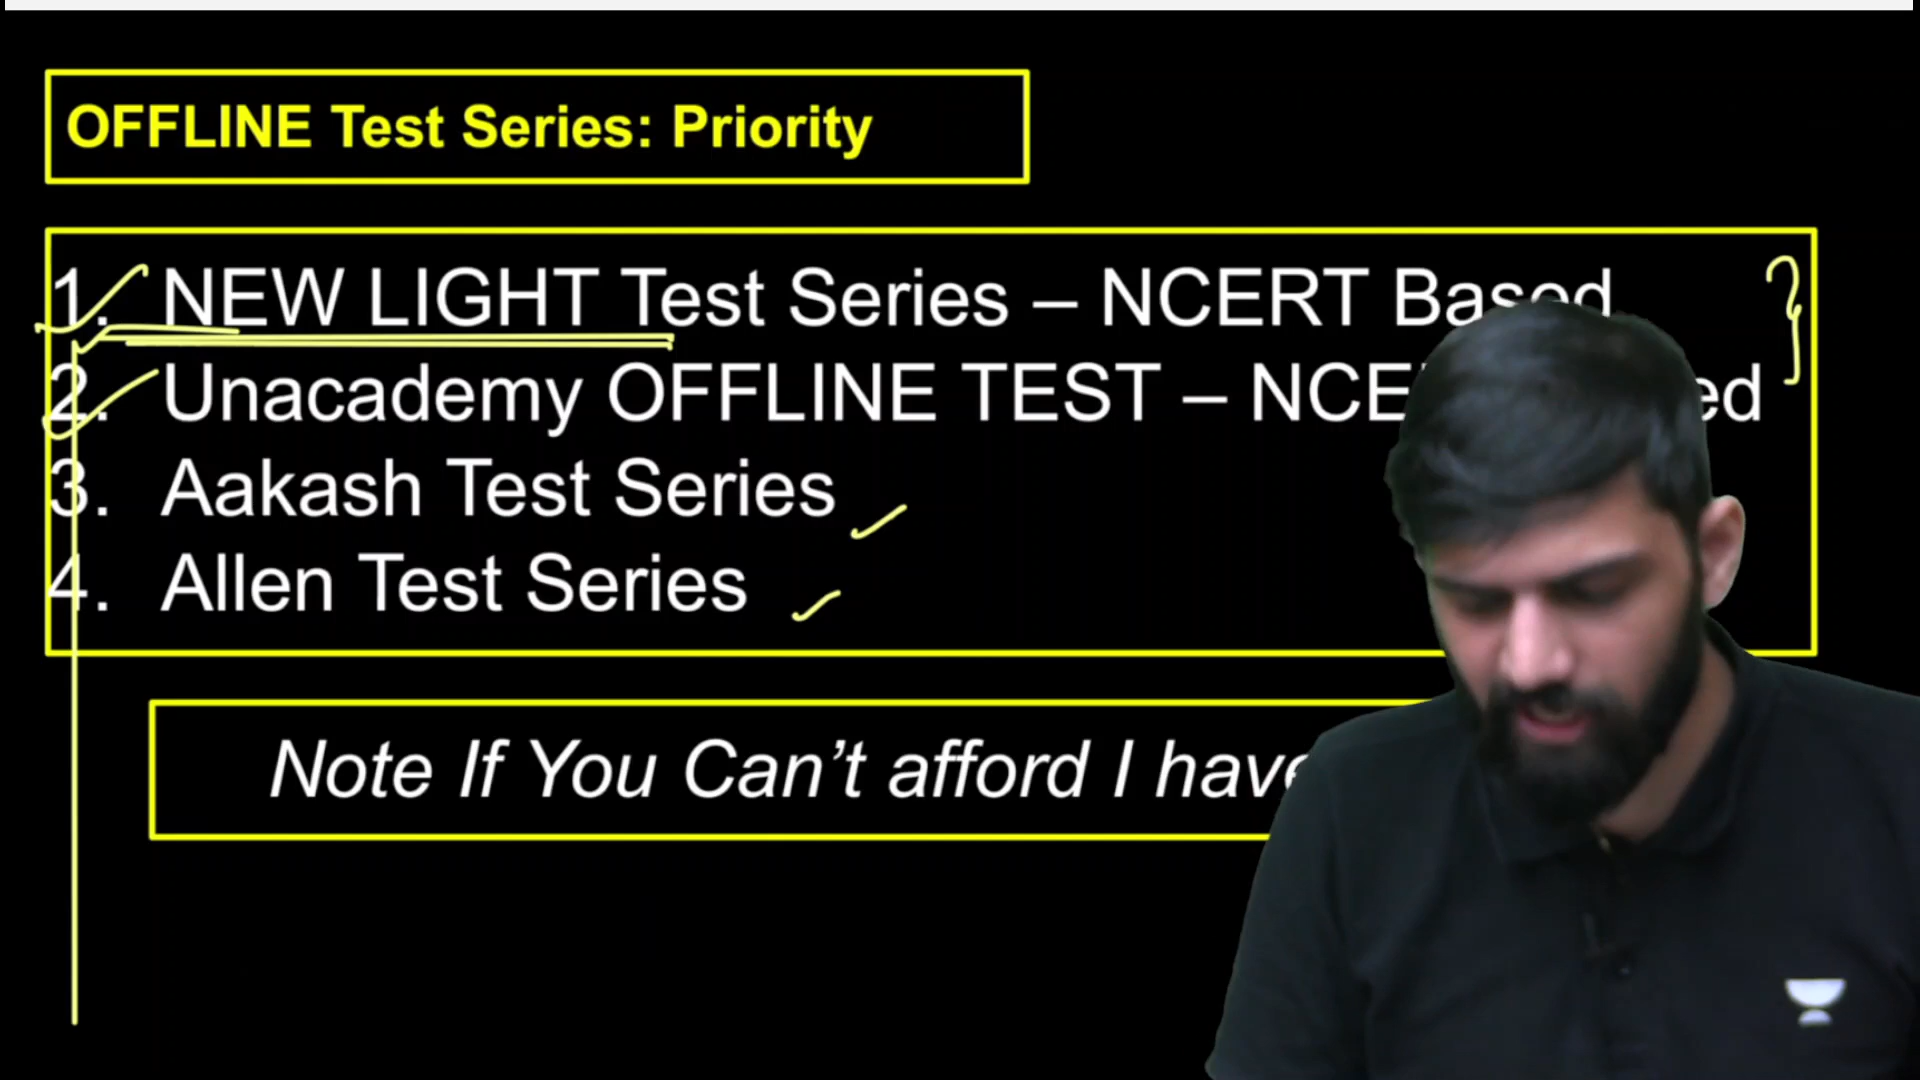 OFFLINE Test Series: Priority
1. NEW LIGHT Test Series – NCERT Based
2. Unacademy OFFLINE TEST –
3. Aakash Test Series
4. Allen Test Series
Note If You Can’t afford I have